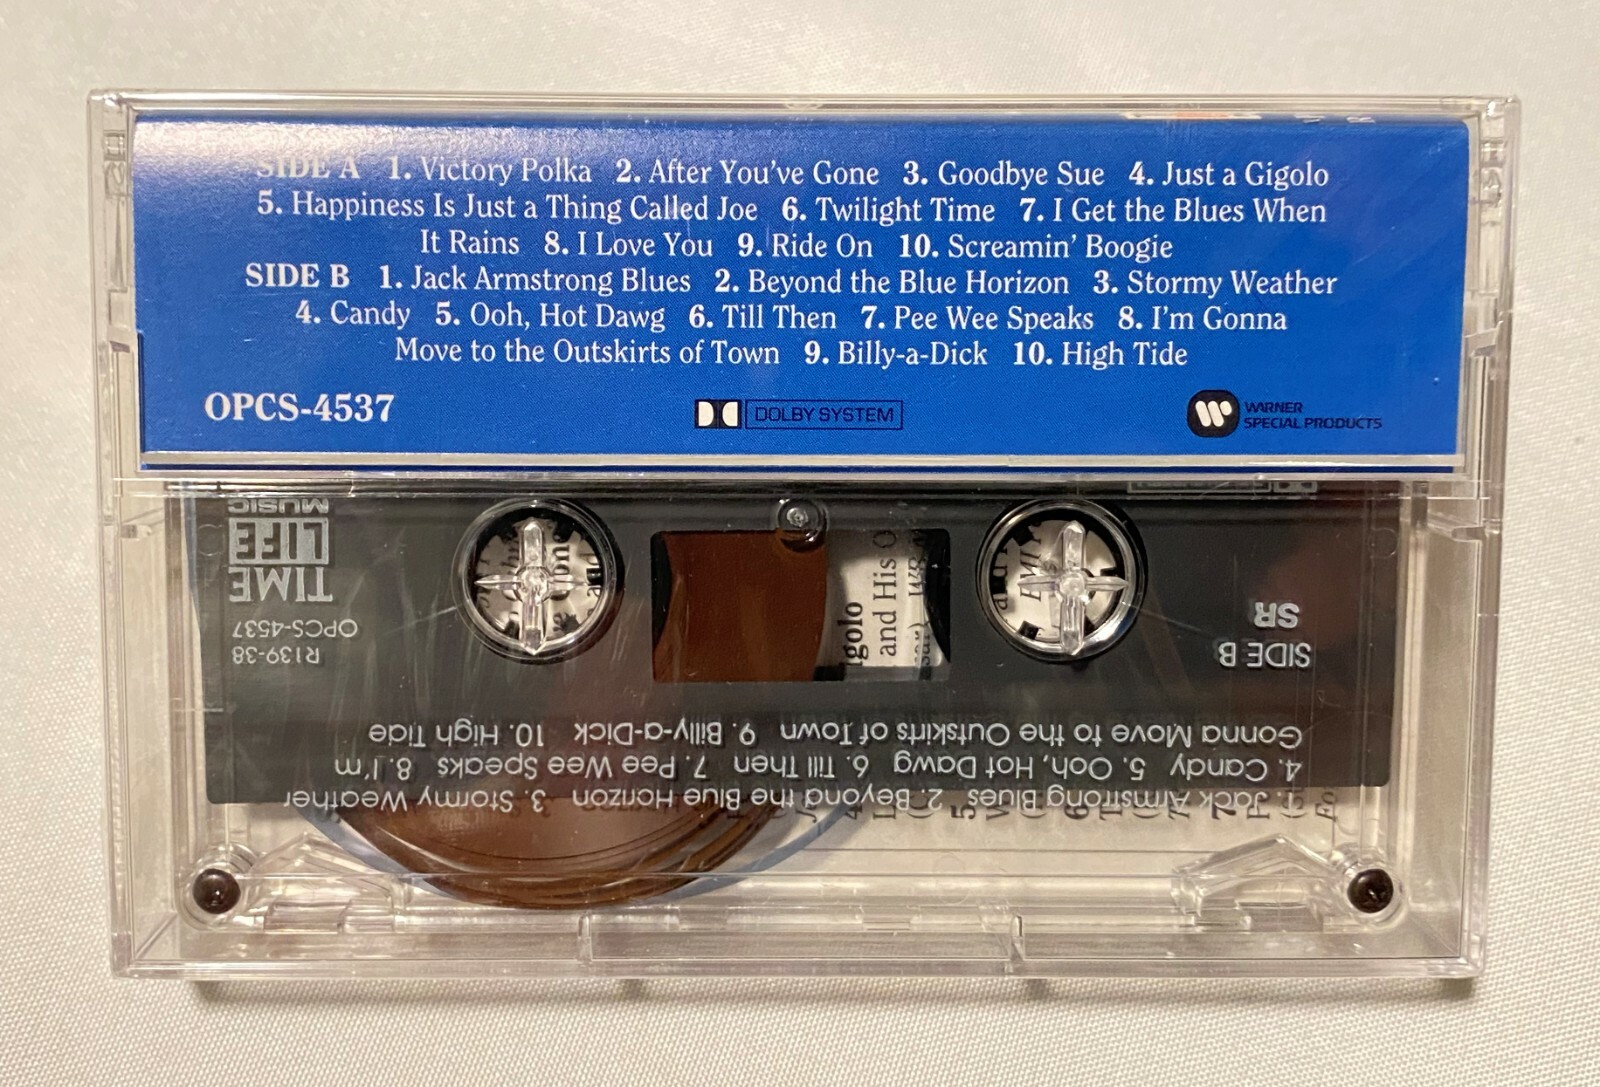 SIDE A 1. Victory Polka 2. After You've Gone 3. Goodbye Sue 4. Just a Gigolo
5. Happiness Is Just a Thing Called Joe 6. Twilight Time 7. I Get the Blues When
It Rains 8. I Love You 9. Ride On 10. Screamin' Boogie
SIDE B 1. Jack Armstrong Blues 2. Beyond the Blue Horizon 3. Stormy Weather
4. Candy 5. Ooh, Hot Dawg 6. Till Then 7. Pee Wee Speaks 8. I'm Gonna
Move to the Outskirts of Town 9. Billy-a-Dick 10. High Tide
OPCS-4537
DOLBY SYSTEM
WARNER
SPECIAL PRODUCTS
Jack Armstrong Blues 2. Beyond the Blue Horizon 3. Stormy Weather
4. Candy 5. Ooh, Hot Dawg 6. Till Then 7. Pee Wee Speaks 8. I'm
Gonna Move to the Outskirts of Town 9. Billy-a-Dick 10. High Tide
SIDE B
SR
R139-38
OPCS-4537
TIME
LIFE
MUSIC
and His